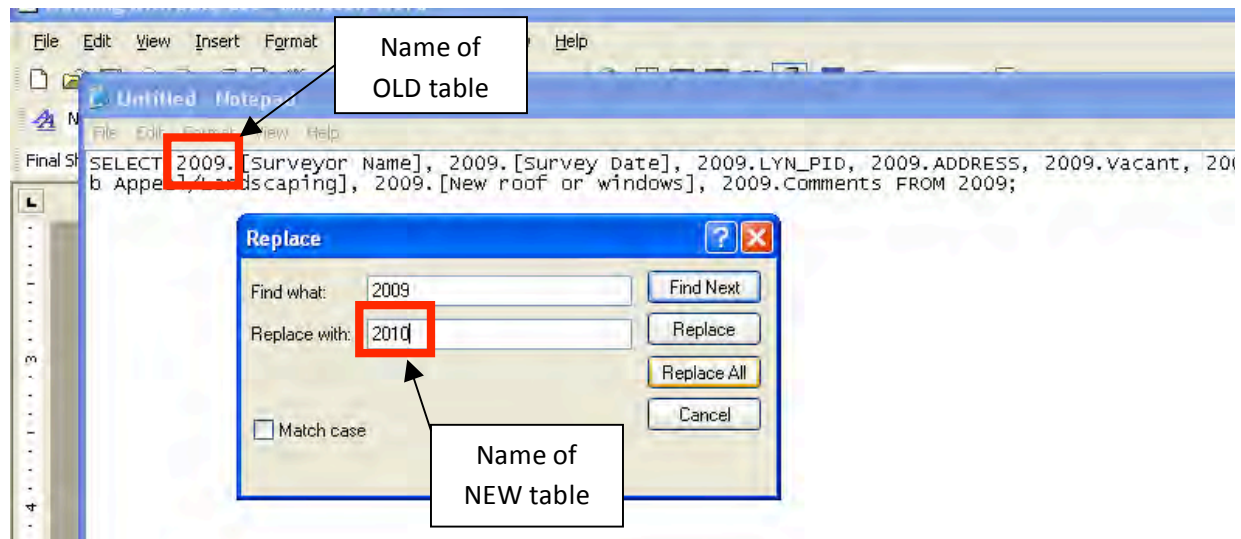 File Edit View Insert Format Help
Name of
OLD table
Untitled - Notepad
File Edit Format View Help
Final
SELECT 2009.[Surveyor Name], 2009.[Survey Date], 2009.LYN_PID, 2009.ADDRESS, 2009.Vacant, 200
b Appeal/Landscaping], 2009.[New roof or windows], 2009.Comments FROM 2009;
Replace
Find what: 2009 Find Next
Replace with: 2010 Replace
Replace All
Match case Cancel
Name of
NEW table
3
4